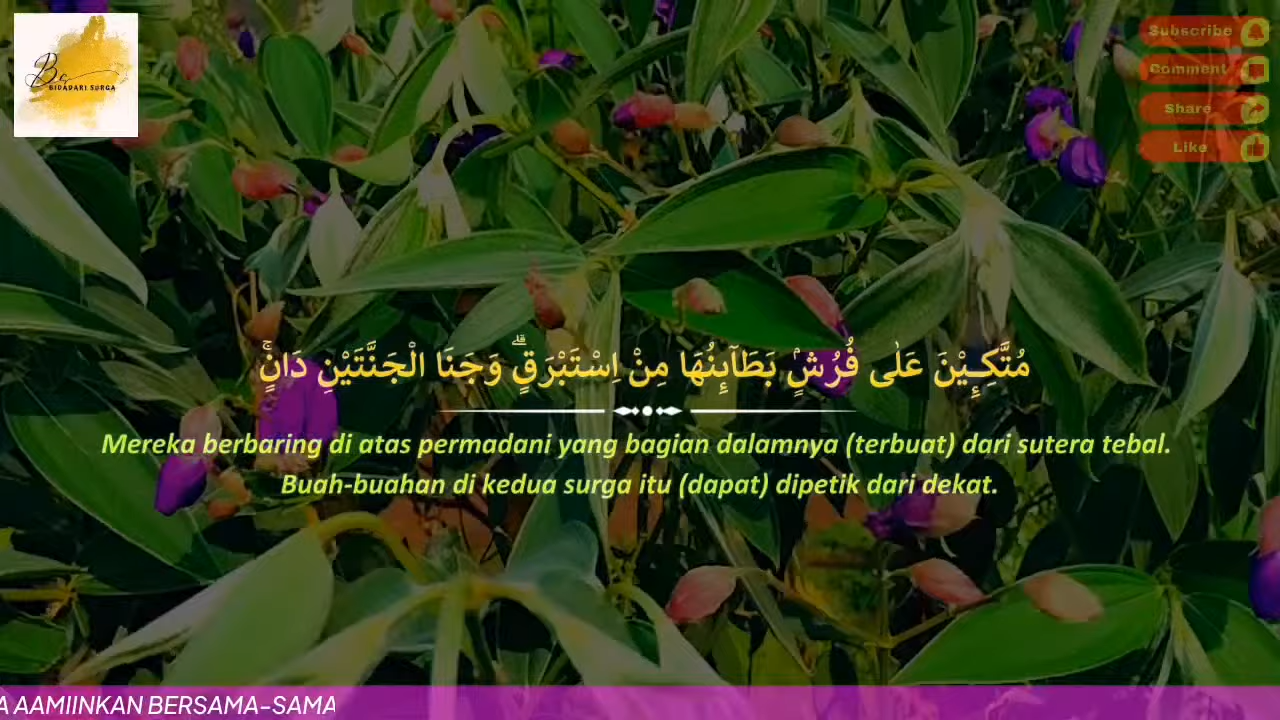 Bs
BIDADARI SURGA
Subscribe
Comment
Share
Like
مُتَّكِـِٕيْنَ عَلٰى فُرُشٍۢ بَطَاۤىِٕنُهَا مِنْ اِسْتَبْرَقٍۗ وَجَنَا الْجَنَّتَيْنِ دَانٍۚ
Mereka berbaring di atas permadani yang bagian dalamnya (terbuat) dari sutera tebal.
Buah-buahan di kedua surga itu (dapat) dipetik dari dekat.
A AAMIINKAN BERSAMA-SAMA